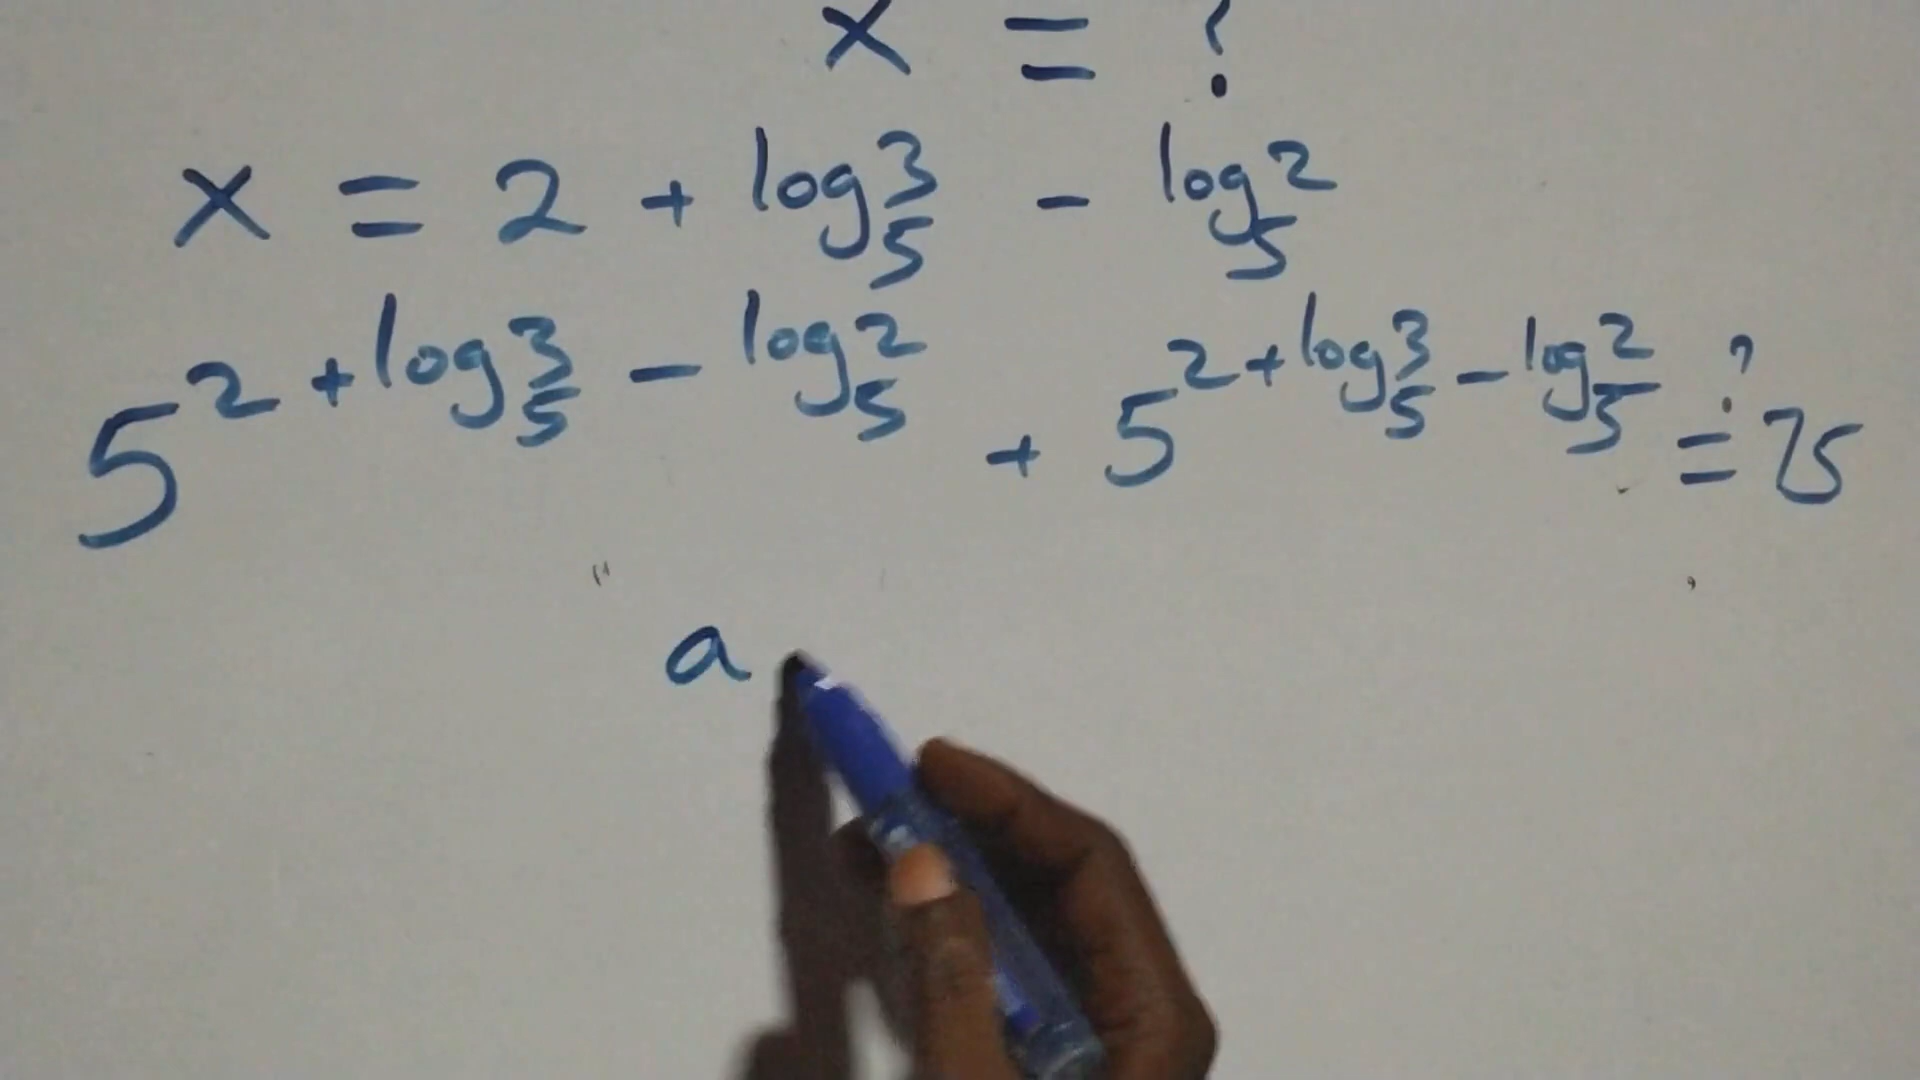 x = ?
x = 2 + log₅3 - log₅2
5^(2 + log₅3 - log₅2) + 5^(2 + log₅3 - log₅2) ≟ 75
a